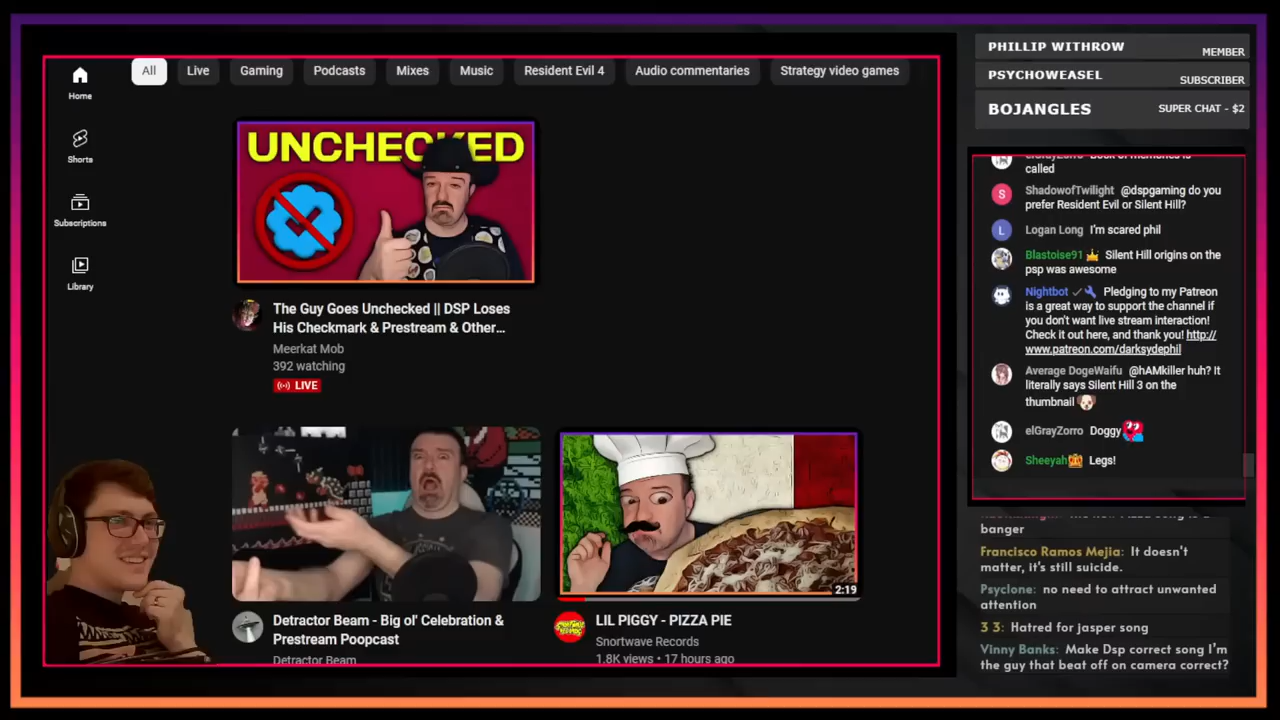 All
Live
Gaming
Podcasts
Mixes
Music
Resident Evil 4
Audio commentaries
Strategy video games
Home
Shorts
Subscriptions
Library
UNCHECKED
The Guy Goes Unchecked || DSP Loses
His Checkmark & Prestream & Other…
Meerkat Mob
392 watching
LIVE
Detractor Beam - Big ol' Celebration &
Prestream Poopcast
Detractor Beam
2:19
LIL PIGGY - PIZZA PIE
Snortwave Records
1.8K views • 17 hours ago
PHILLIP WITHROW
MEMBER
PSYCHOWEASEL
SUBSCRIBER
BOJANGLES
SUPER CHAT - $2
elGrayZorro Book of memories is
called
ShadowofTwilight @dspgaming do you
prefer Resident Evil or Silent Hill?
Logan Long I'm scared phil
Blastoise91 Silent Hill origins on the
psp was awesome
Nightbot Pledging to my Patreon
is a great way to support the channel if
you don't want live stream interaction!
Check it out here, and thank you! http://
www.patreon.com/darksydephil
Average DogeWaifu @hAMkiller huh? It
literally says Silent Hill 3 on the
thumbnail
elGrayZorro Doggy
Sheeyah Legs!
banger
Francisco Ramos Mejia: It doesn't
matter, it's still suicide.
Psyclone: no need to attract unwanted
attention
3 3: Hatred for jasper song
Vinny Banks: Make Dsp correct song I'm
the guy that beat off on camera correct?